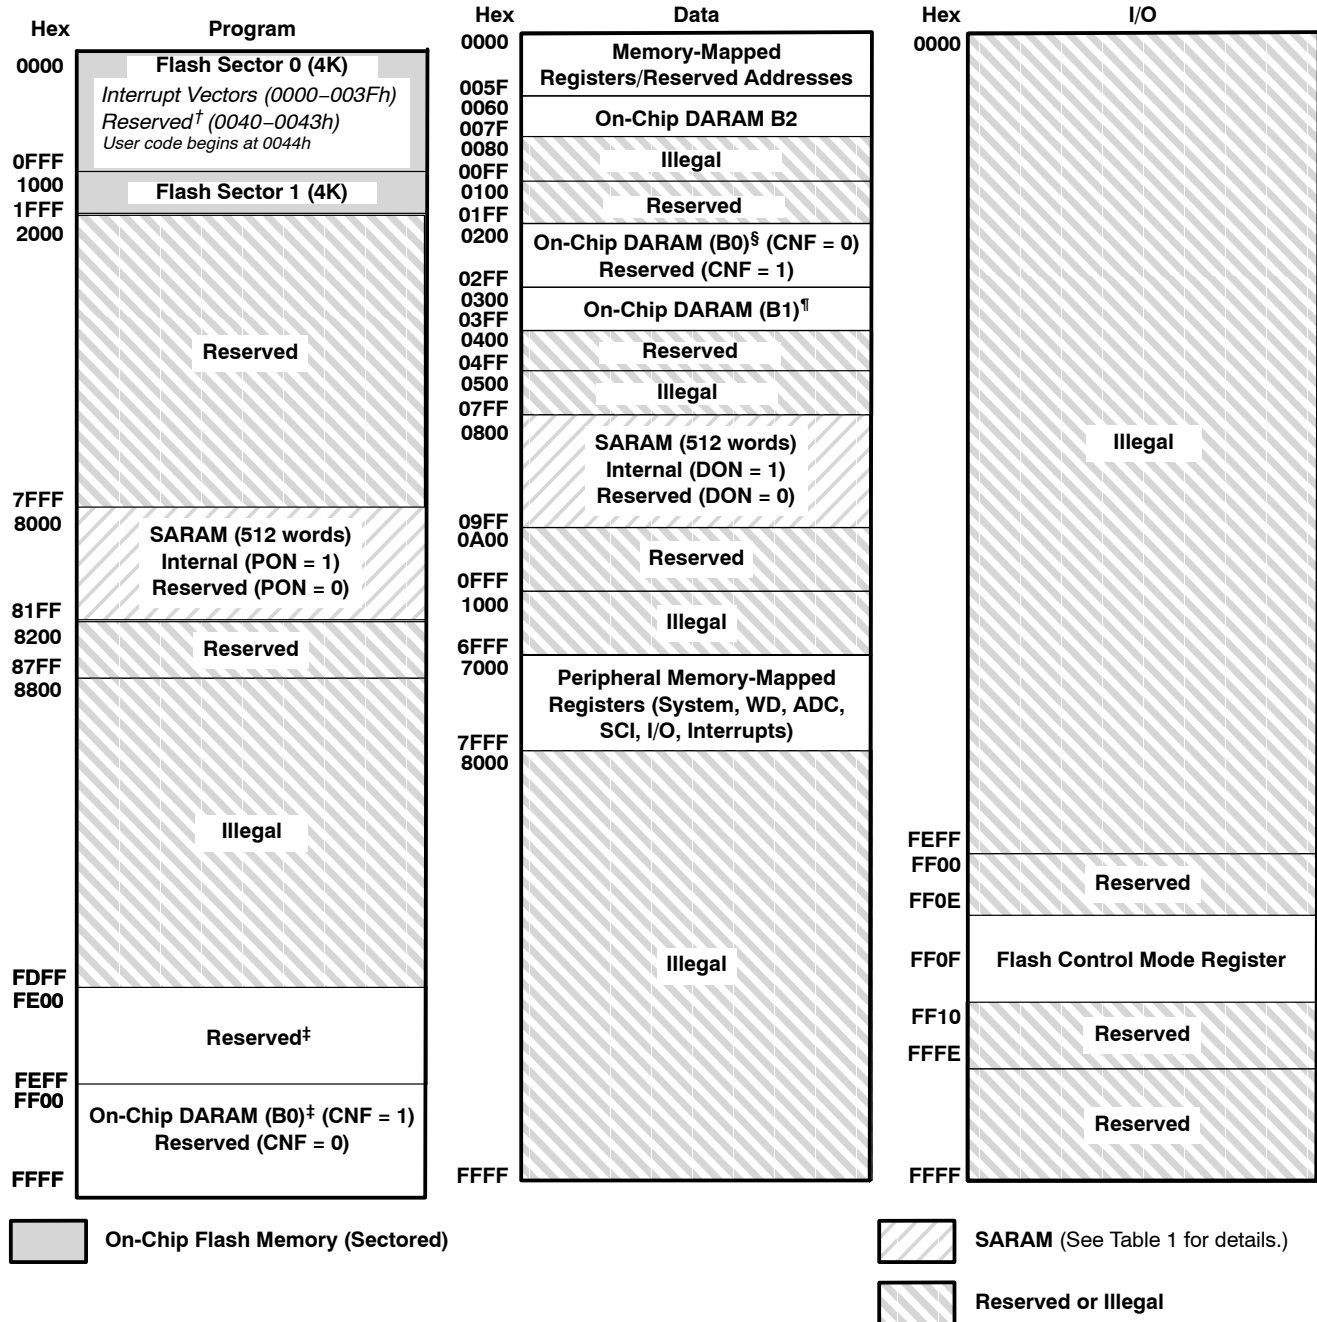 Hex Program
0000
Flash Sector 0 (4K)
Interrupt Vectors (0000–003Fh)
Reserved† (0040–0043h)
User code begins at 0044h
0FFF
1000
Flash Sector 1 (4K)
1FFF
2000
Reserved
7FFF
8000
SARAM (512 words)
Internal (PON = 1)
Reserved (PON = 0)
81FF
8200
Reserved
87FF
8800
Illegal
FDFF
FE00
Reserved‡
FEFF
FF00
On-Chip DARAM (B0)‡ (CNF = 1)
Reserved (CNF = 0)
FFFF
Hex Data
0000
Memory-Mapped
Registers/Reserved Addresses
005F
0060
On-Chip DARAM B2
007F
0080
Illegal
00FF
0100
Reserved
01FF
0200
On-Chip DARAM (B0)§ (CNF = 0)
Reserved (CNF = 1)
02FF
0300
On-Chip DARAM (B1)¶
03FF
0400
Reserved
04FF
0500
Illegal
07FF
0800
SARAM (512 words)
Internal (DON = 1)
Reserved (DON = 0)
09FF
0A00
Reserved
0FFF
1000
Illegal
6FFF
7000
Peripheral Memory-Mapped
Registers (System, WD, ADC,
SCI, I/O, Interrupts)
7FFF
8000
Illegal
FFFF
Hex I/O
0000
Illegal
FEFF
FF00
Reserved
FF0E
FF0F Flash Control Mode Register
FF10
Reserved
FFFE
Reserved
FFFF
On-Chip Flash Memory (Sectored)
SARAM (See Table 1 for details.)
Reserved or Illegal